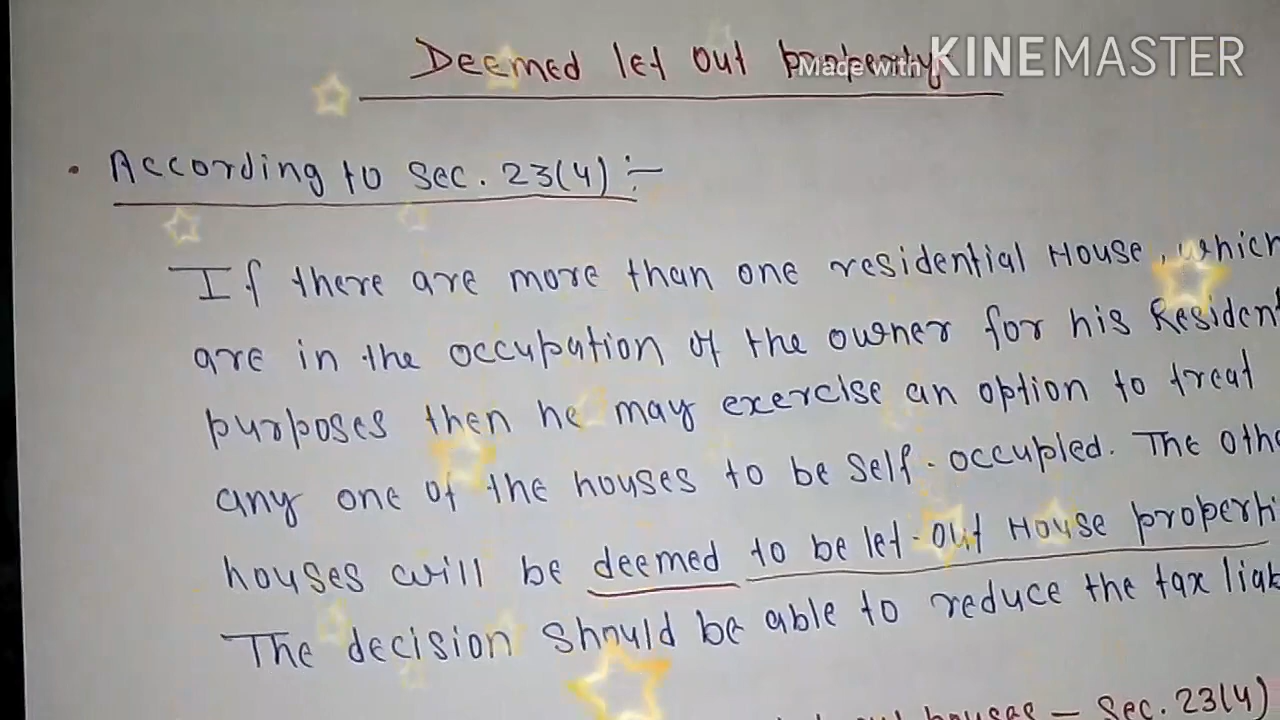 Deemed let out property
Made with KINEMASTER
• According to Sec. 23(4) :-
If there are more than one residential House, which
are in the occupation of the owner for his Resident
purposes then he may exercise an option to treat
any one of the houses to be self-occupied. The othe
houses will be deemed to be let-out House properti
The decision should be able to reduce the tax liab
houses — Sec. 23(4)